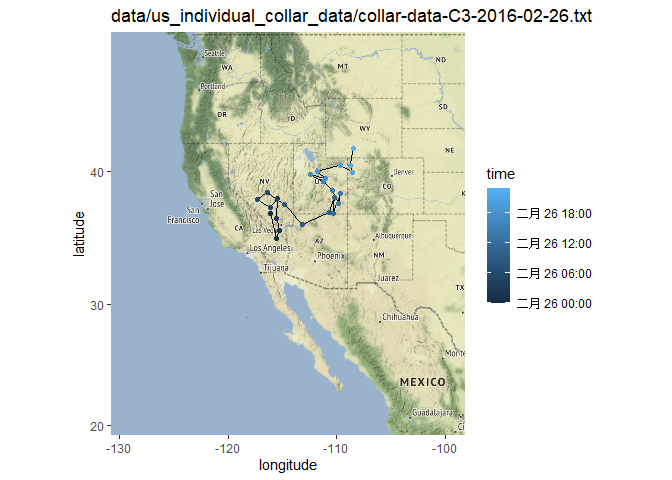 data/us_individual_collar_data/collar-data-C3-2016-02-26.txt
Seattle
WA
Portland
MT
ND
OR
ID
SD
WY
NE
NV
UT
Denver
CO
San
Francisco
San
Jose
CA
Las Vegas
Los Angeles
AZ
Albuquerque
Phoenix
NM
Tijuana
Juarez
TX
Chihuahua
Monte
MEXICO
Guadalajara
40
30
20
latitude
-130
-120
-110
-100
longitude
time
二月 26 18:00
二月 26 12:00
二月 26 06:00
二月 26 00:00